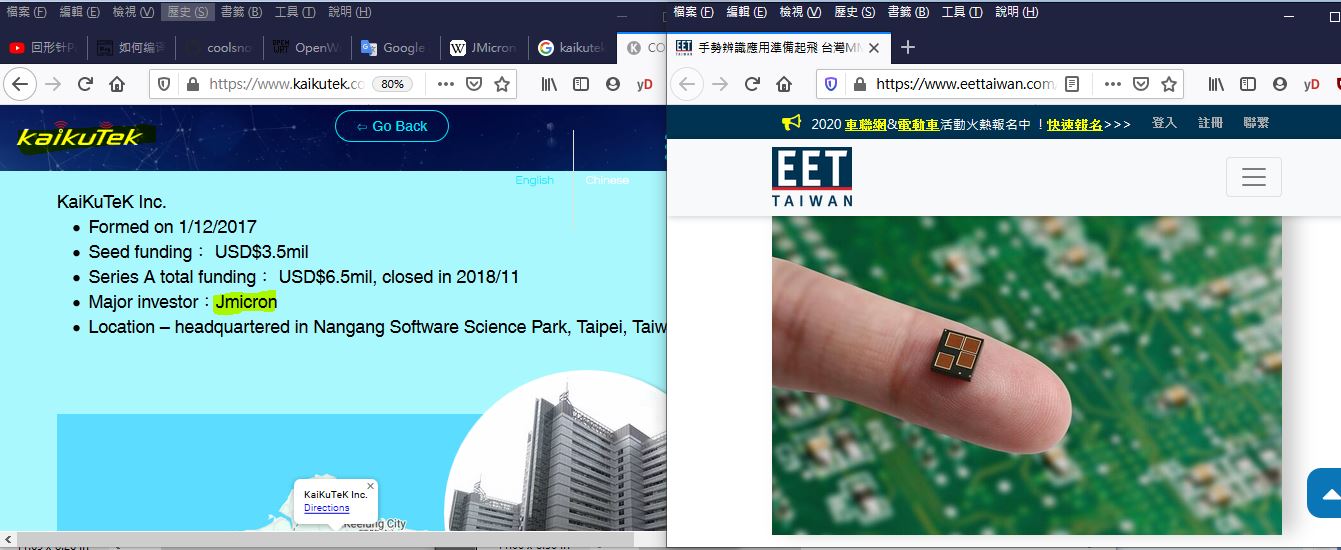 檔案 (F) 編輯 (E) 檢視 (V) 歷史 (S) 書籤 (B) 工具 (T) 說明 (H)
回形针P 如何编译 coolsno OpenW Google JMicron kaikutek CO
https://www.kaikutek.co 80%
kaikuTek
⇦ Go Back
English Chinese
KaiKuTeK Inc.
• Formed on 1/12/2017
• Seed funding： USD$3.5mil
• Series A total funding： USD$6.5mil, closed in 2018/11
• Major investor：Jmicron
• Location – headquartered in Nangang Software Science Park, Taipei, Taiw
KaiKuTeK Inc.
Directions
Keelung City
檔案 (F) 編輯 (E) 檢視 (V) 歷史 (S) 書籤 (B) 工具 (T) 說明 (H)
EET TAIWAN 手勢辨識應用準備起飛 台灣MM
https://www.eettaiwan.com
yD
2020 車聯網&電動車活動火熱報名中 ！快速報名>>> 登入 註冊 聯繫
EET
TAIWAN